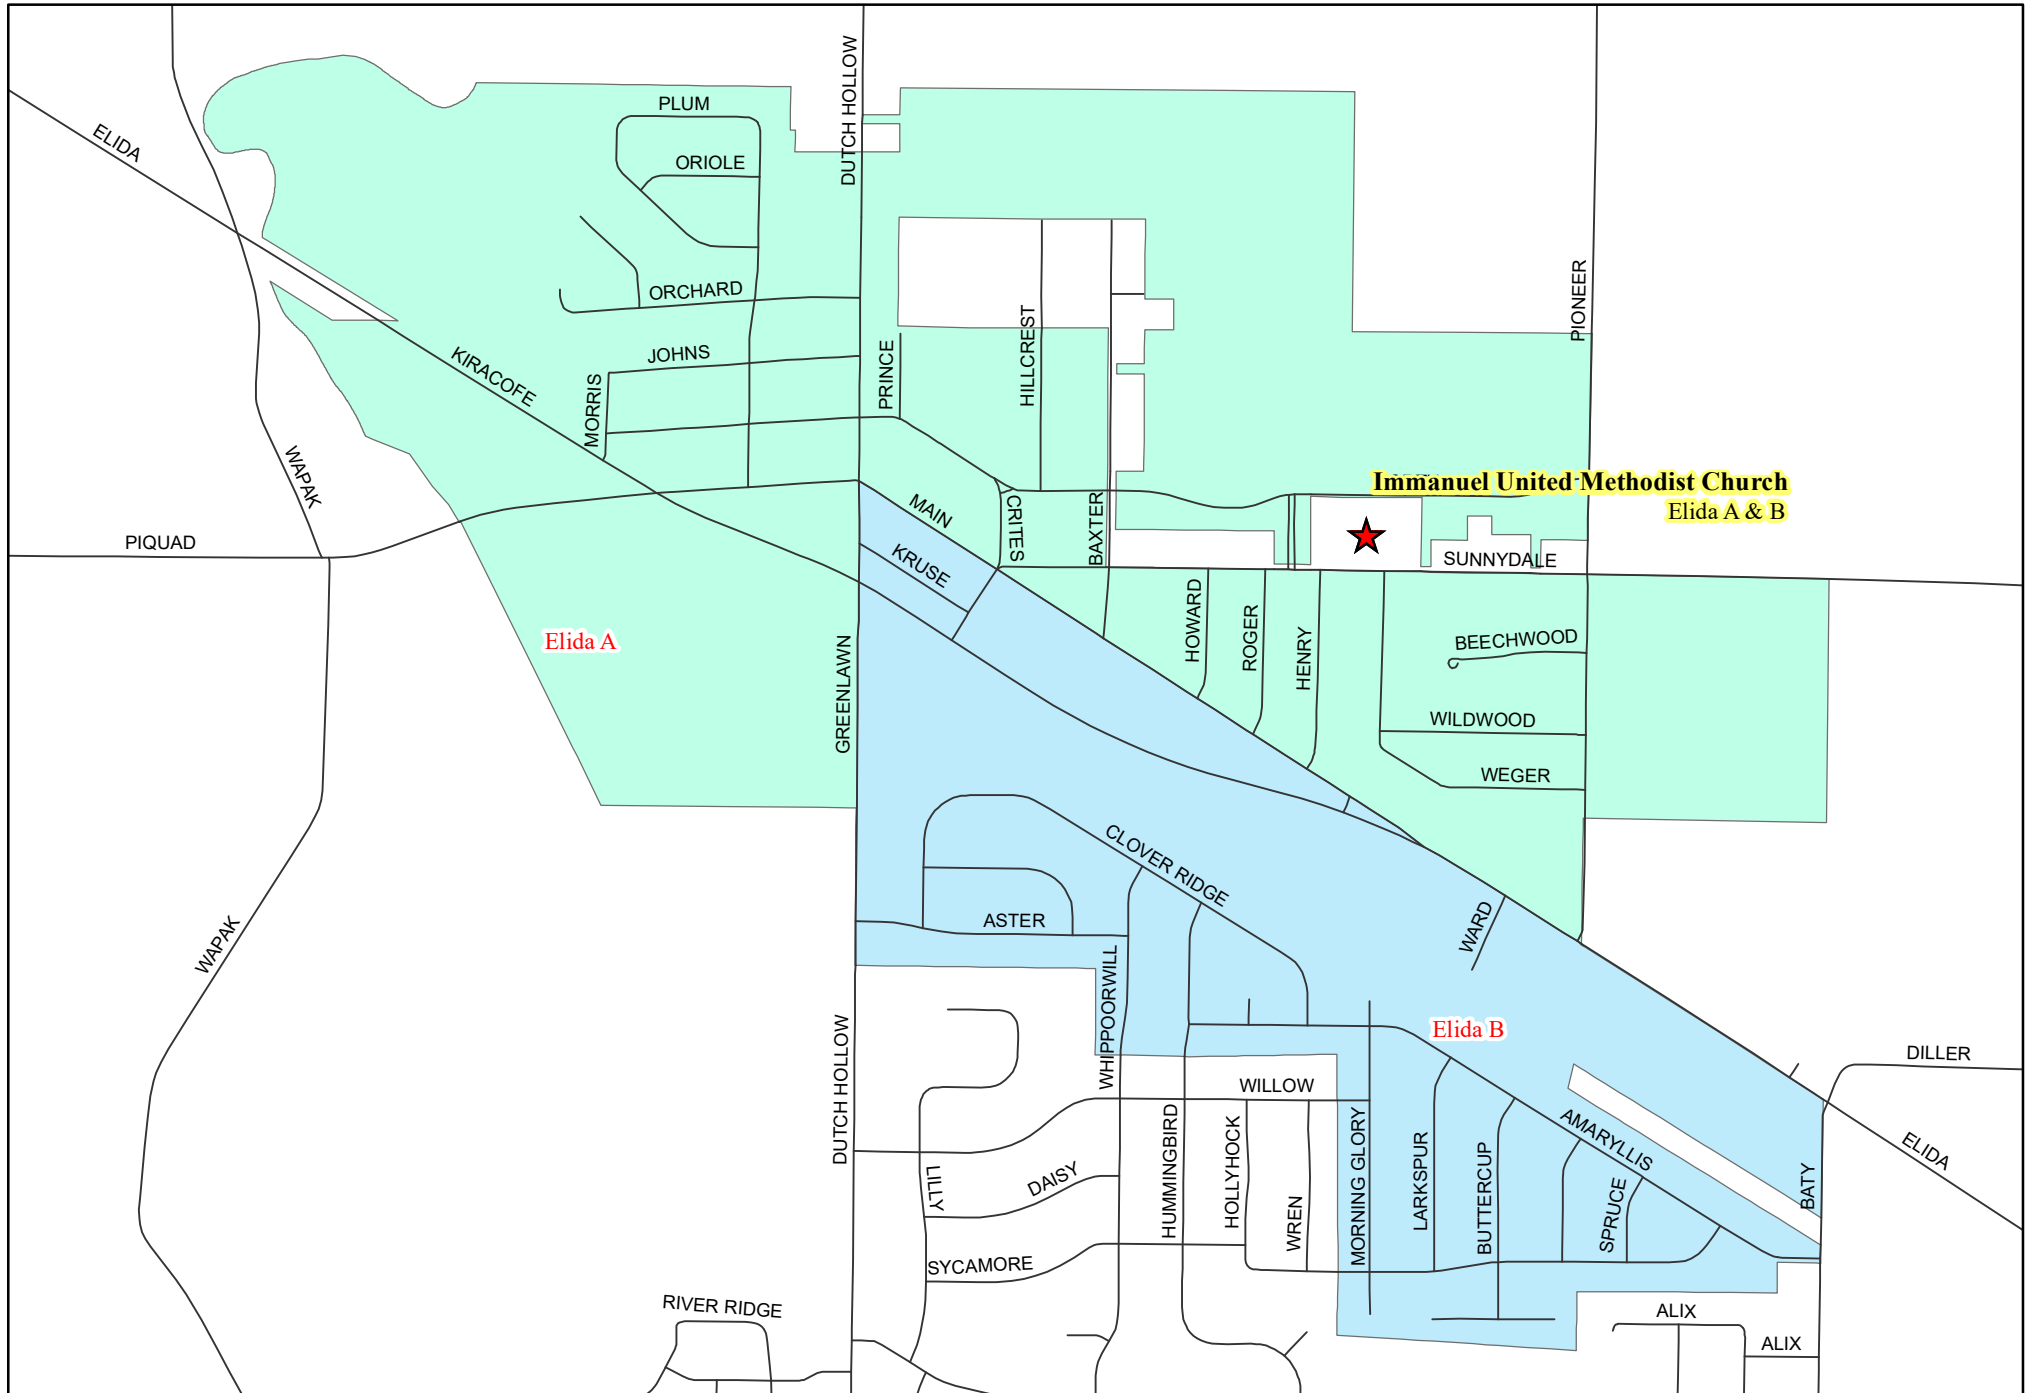 DUTCH HOLLOW
PLUM
ELIDA
ORIOLE
PIONEER
ORCHARD
HILLCREST
JOHNS
PRINCE
KIRACOFE
MORRIS
WAPAK
Immanuel United Methodist Church
Elida A & B
MAIN
CRITES
BAXTER
PIQUAD
KRUSE
SUNNYDALE
Elida A
HOWARD
ROGER
HENRY
BEECHWOOD
GREENLAWN
WILDWOOD
WEGER
CLOVER RIDGE
ASTER
WARD
WAPAK
WHIPPOORWILL
Elida B
DILLER
DUTCH HOLLOW
WILLOW
HUMMINGBIRD
HOLLYHOCK
MORNING GLORY
LARKSPUR
AMARYLLIS
ELIDA
BATY
LILLY
DAISY
WREN
BUTTERCUP
SPRUCE
SYCAMORE
RIVER RIDGE
ALIX
ALIX